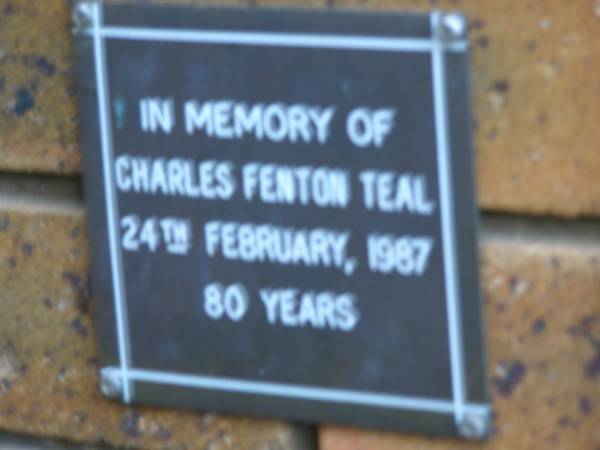 IN MEMORY OF
CHARLES FENTON TEAL
24TH FEBRUARY, 1987
80 YEARS